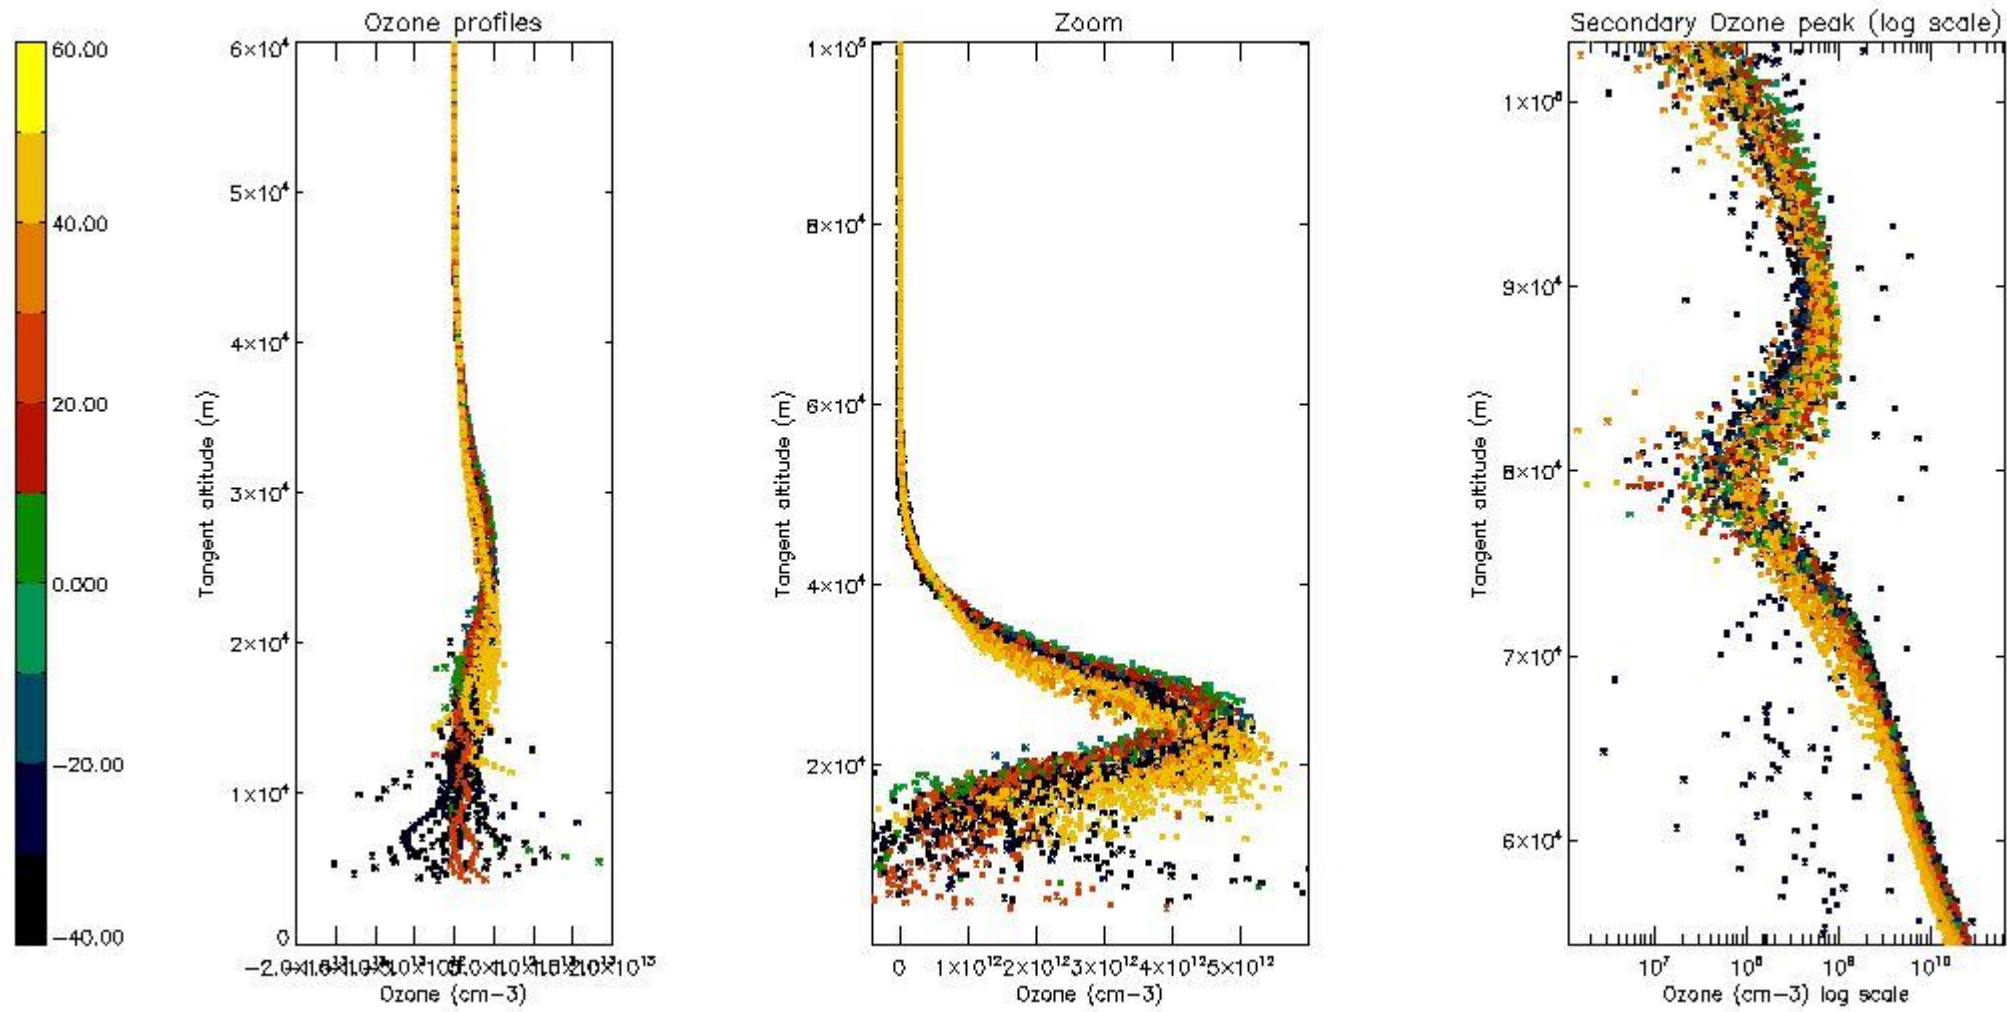 Ozone profiles
Zoom
Secondary Ozone peak (log scale)
60.00
40.00
20.00
0.000
−20.00
−40.00
6×10⁴
5×10⁴
4×10⁴
3×10⁴
2×10⁴
1×10⁴
0
Tangent altitude (m)
Ozone (cm−3)
1×10⁵
8×10⁴
6×10⁴
4×10⁴
2×10⁴
Tangent altitude (m)
0 1×10¹² 2×10¹² 3×10¹² 4×10¹² 5×10¹²
Ozone (cm−3)
9×10⁴
8×10⁴
7×10⁴
6×10⁴
Tangent altitude (m)
10⁷ 10⁸ 10⁹ 10¹⁰
Ozone (cm−3) log scale